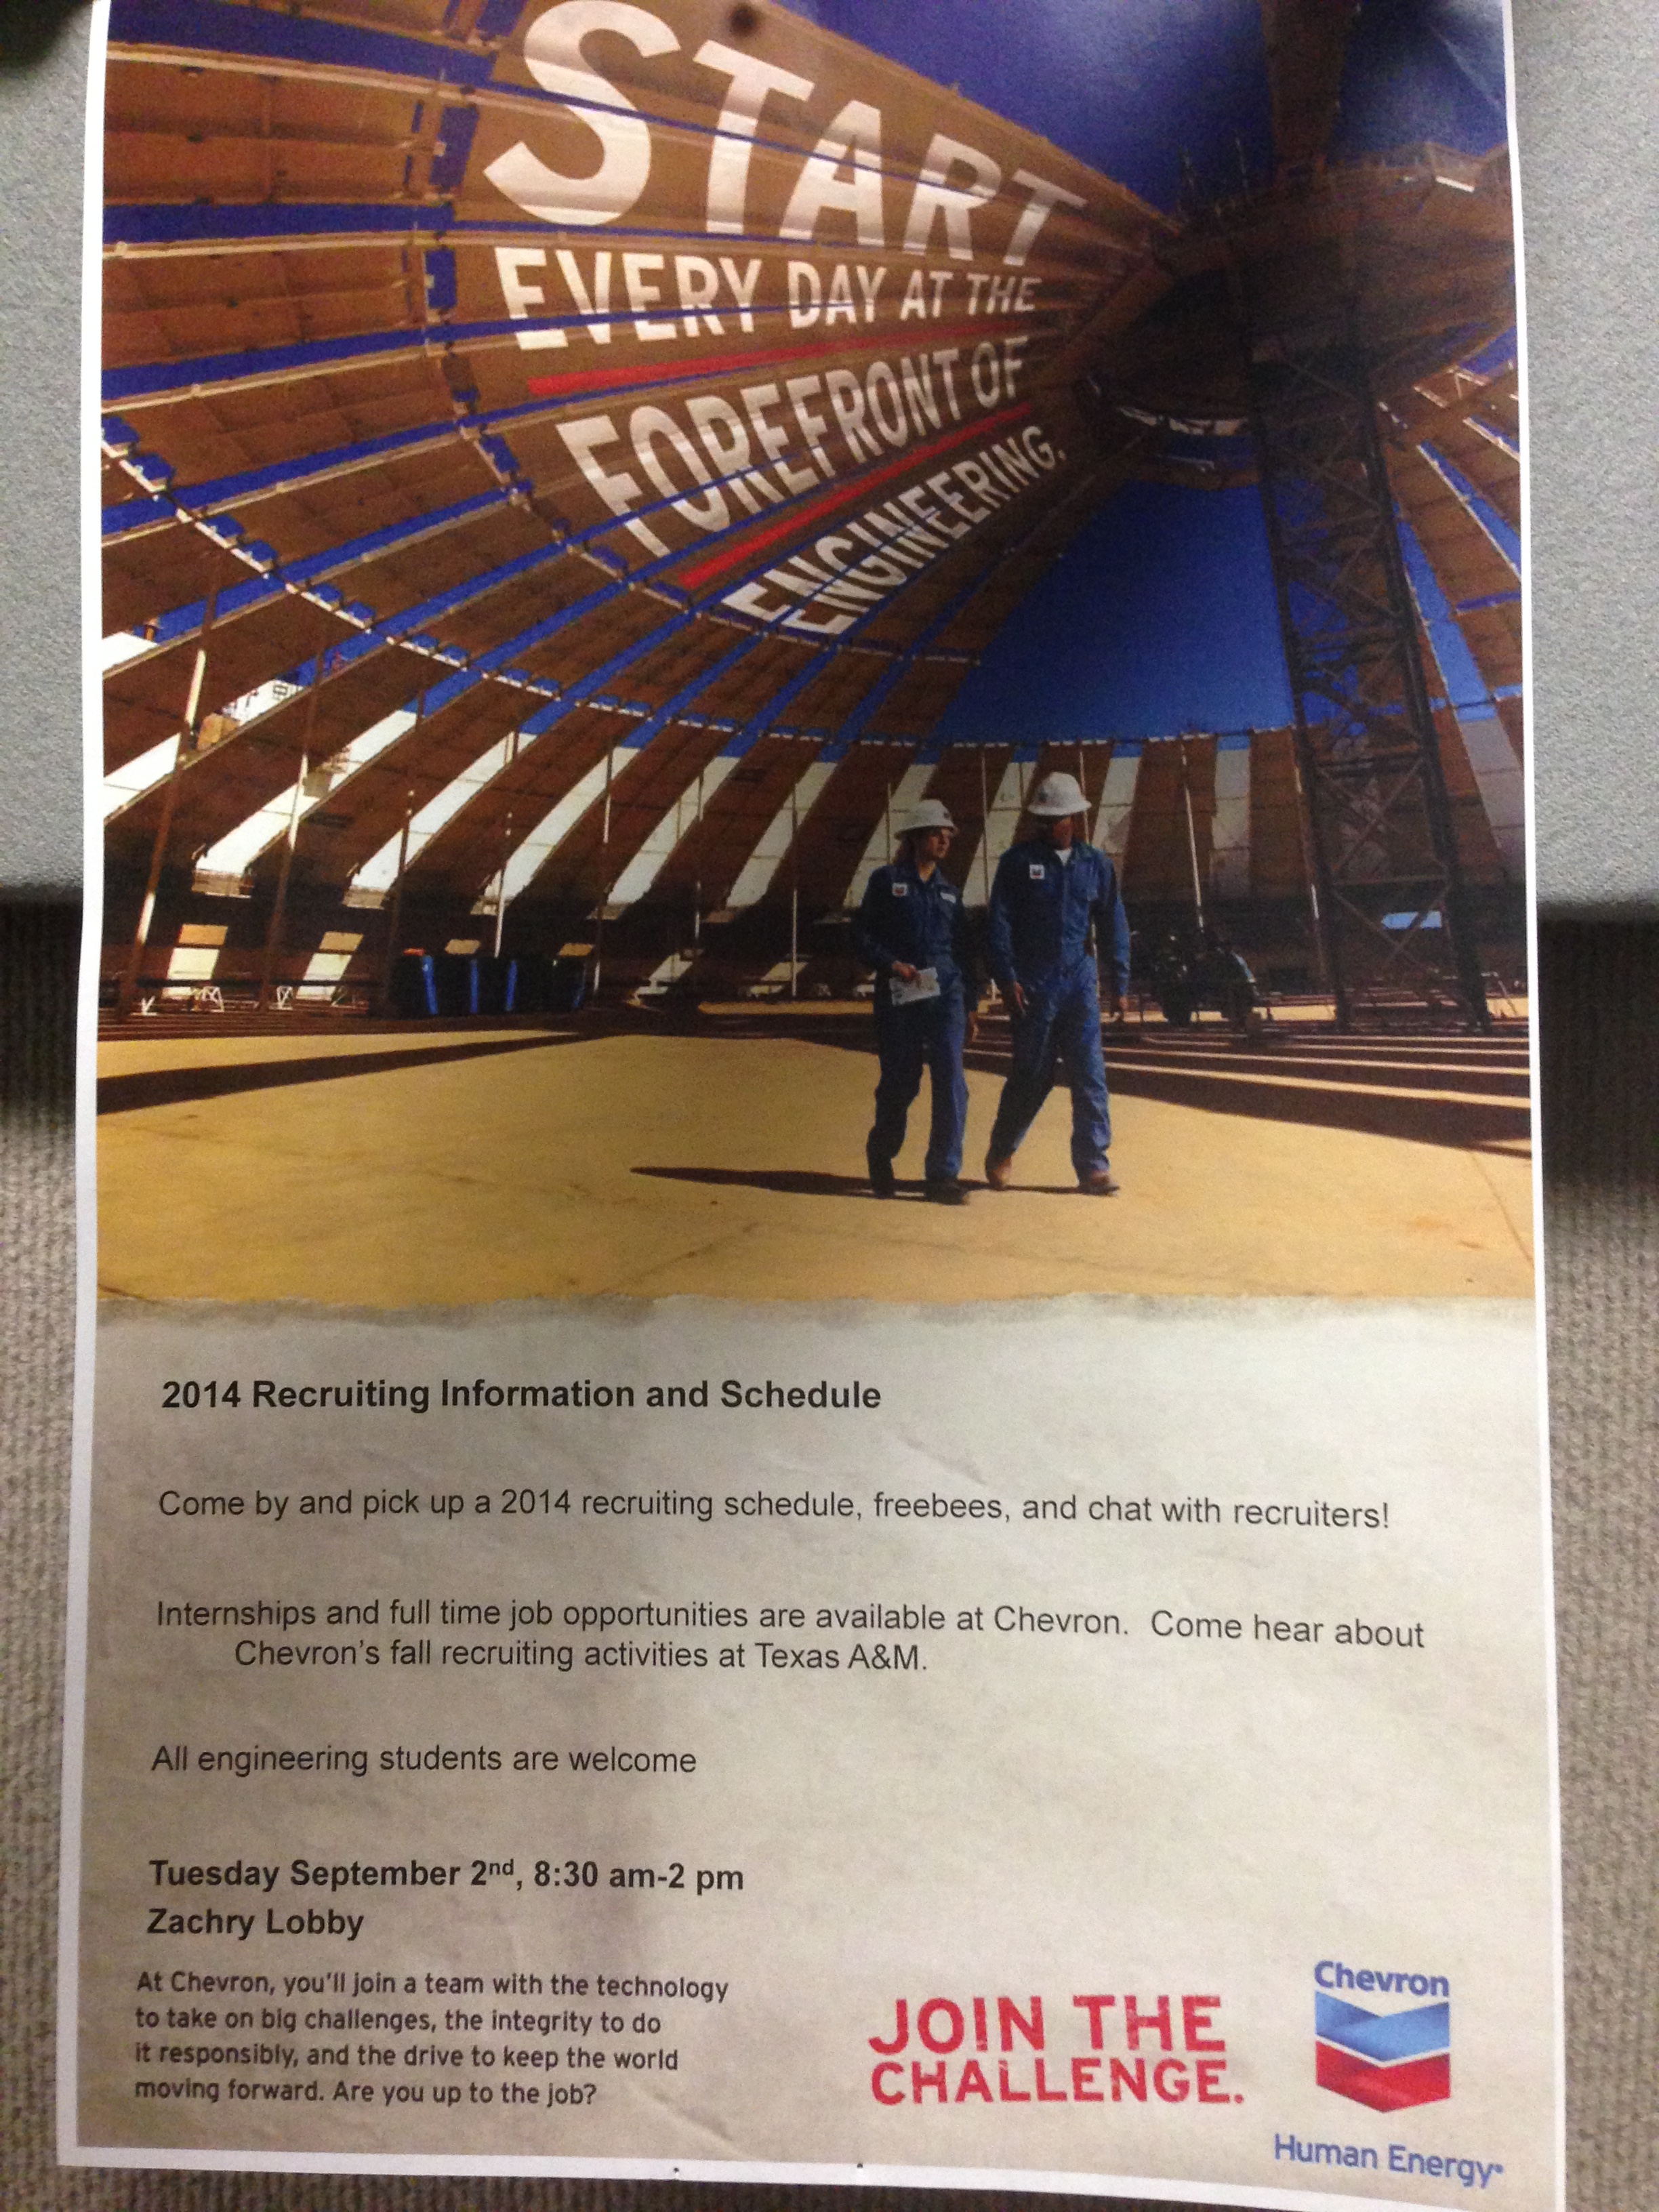 START
EVERY DAY AT THE
FOREFRONT OF
ENGINEERING.
2014 Recruiting Information and Schedule
Come by and pick up a 2014 recruiting schedule, freebees, and chat with recruiters!
Internships and full time job opportunities are available at Chevron. Come hear about
Chevron's fall recruiting activities at Texas A&M.
All engineering students are welcome
Tuesday September 2nd, 8:30 am-2 pm
Zachry Lobby
At Chevron, you'll join a team with the technology
to take on big challenges, the integrity to do
it responsibly, and the drive to keep the world
moving forward. Are you up to the job?
JOIN THE
CHALLENGE.
Chevron
Human Energy®